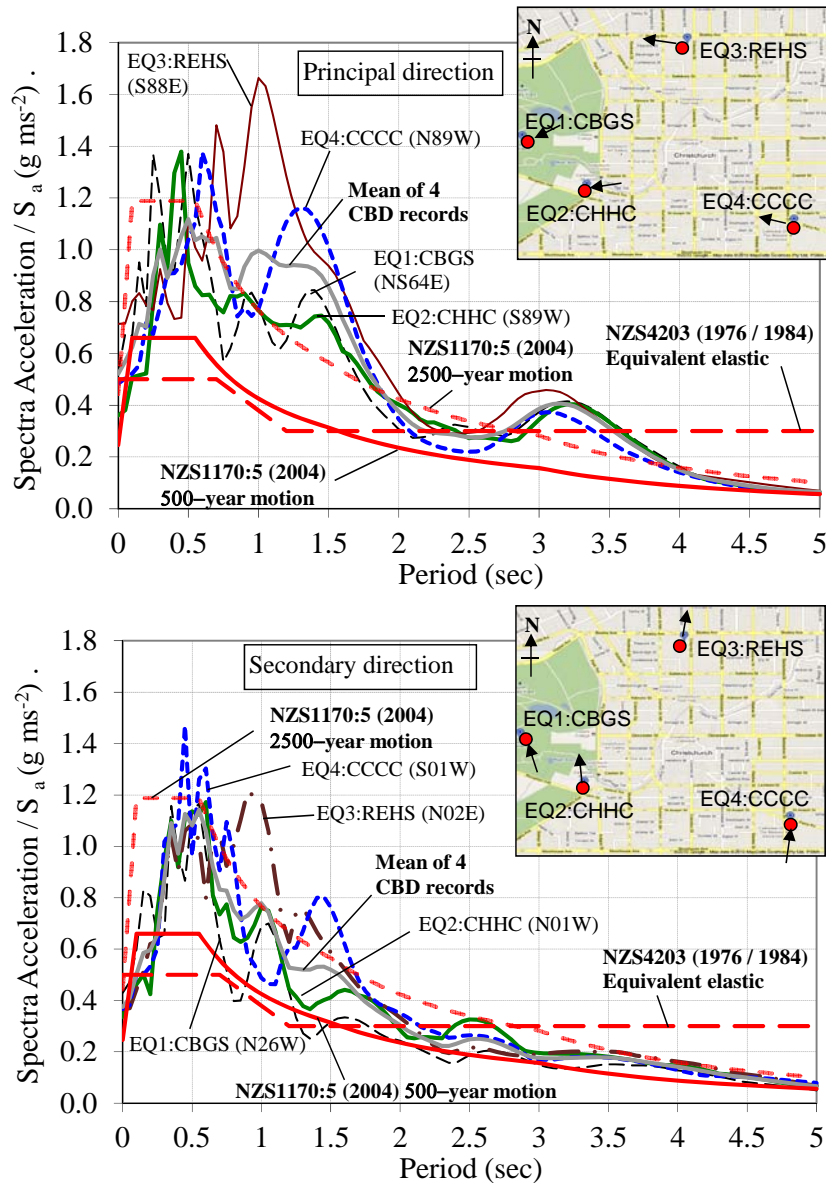 1.8
1.6
1.4
1.2
1.0
0.8
0.6
0.4
0.2
0.0
Spectra Acceleration / S a (g ms-2) .
EQ3:REHS
(S88E)
Principal direction
EQ4:CCCC (N89W)
Mean of 4
CBD records
EQ1:CBGS
(NS64E)
EQ2:CHHC (S89W)
NZS1170:5 (2004)
2500–year motion
NZS4203 (1976 / 1984)
Equivalent elastic
NZS1170:5 (2004)
500–year motion
0 0.5 1 1.5 2 2.5 3 3.5 4 4.5 5
Period (sec)
N
EQ3:REHS
EQ1:CBGS
Christchurch
EQ2:CHHC
EQ4:CCCC
1.8
1.6
1.4
1.2
1.0
0.8
0.6
0.4
0.2
0.0
Spectra Acceleration / S a (g ms-2) .
Secondary direction
NZS1170:5 (2004)
2500–year motion
EQ4:CCCC (S01W)
EQ3:REHS (N02E)
Mean of 4
CBD records
EQ2:CHHC (N01W)
NZS4203 (1976 / 1984)
Equivalent elastic
EQ1:CBGS (N26W)
NZS1170:5 (2004) 500–year motion
0 0.5 1 1.5 2 2.5 3 3.5 4 4.5 5
Period (sec)
N
EQ3:REHS
EQ1:CBGS
Christchurch
EQ2:CHHC
EQ4:CCCC